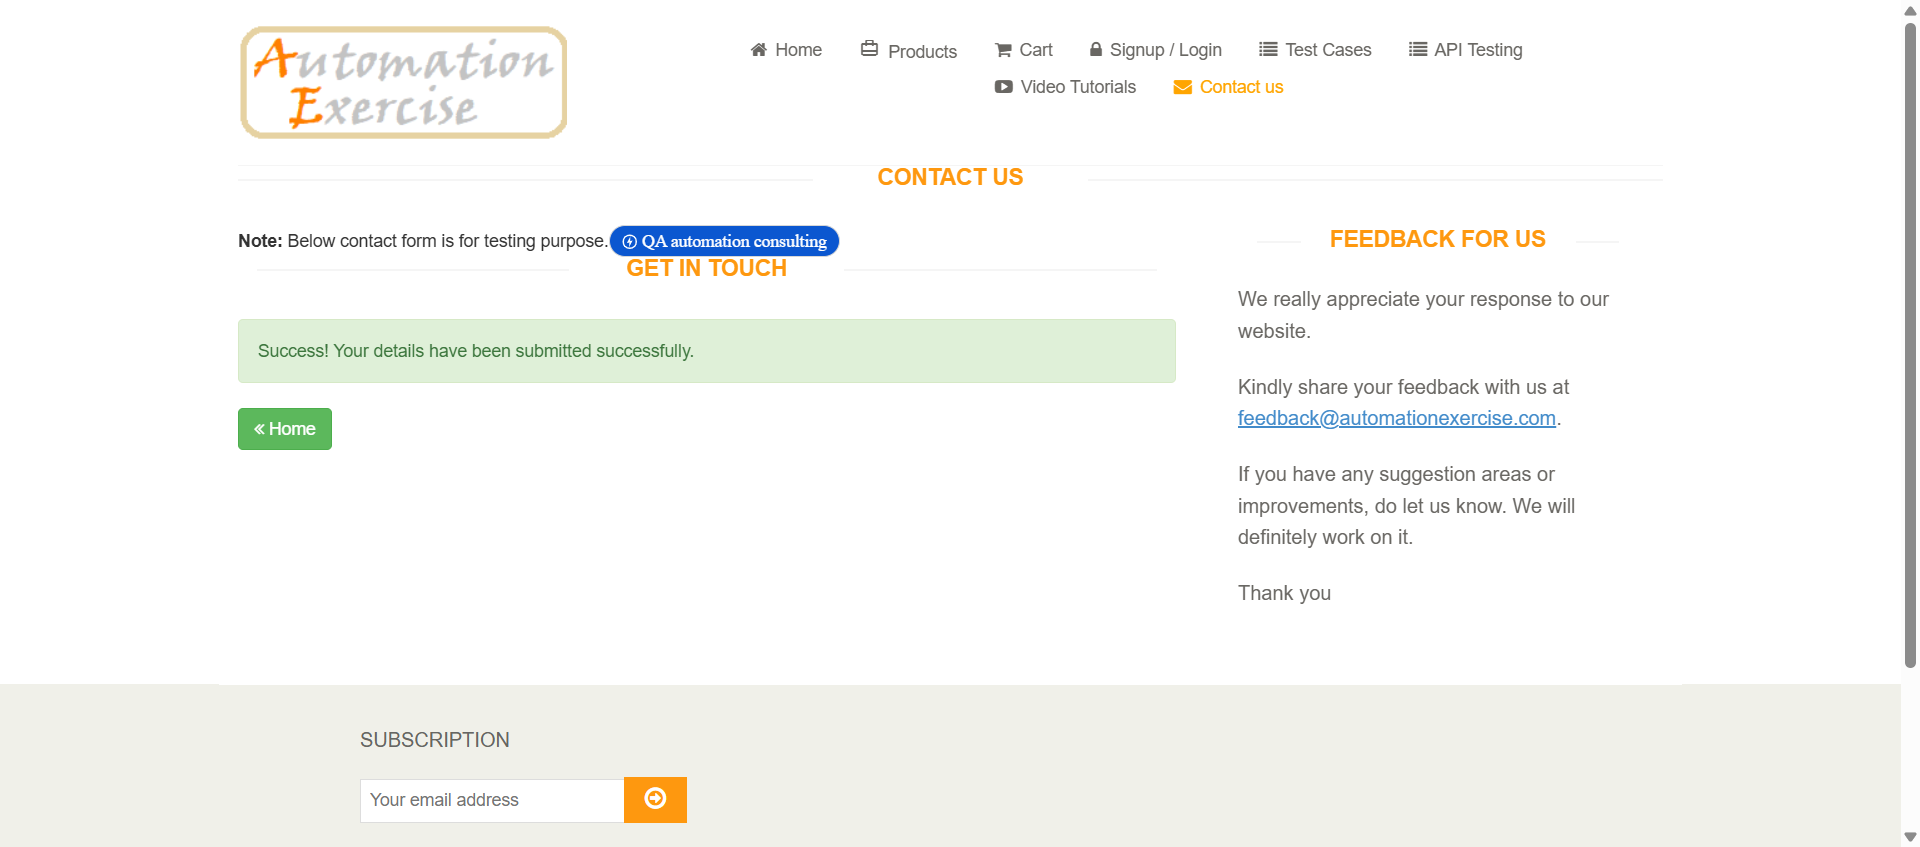 Automation
Exercise
Home
Products
Cart
Signup / Login
Test Cases
API Testing
Video Tutorials
Contact us
CONTACT US
Note: Below contact form is for testing purpose.
QA automation consulting
GET IN TOUCH
Success! Your details have been submitted successfully.
« Home
FEEDBACK FOR US
We really appreciate your response to our
website.
Kindly share your feedback with us at
feedback@automationexercise.com.
If you have any suggestion areas or
improvements, do let us know. We will
definitely work on it.
Thank you
SUBSCRIPTION
Your email address